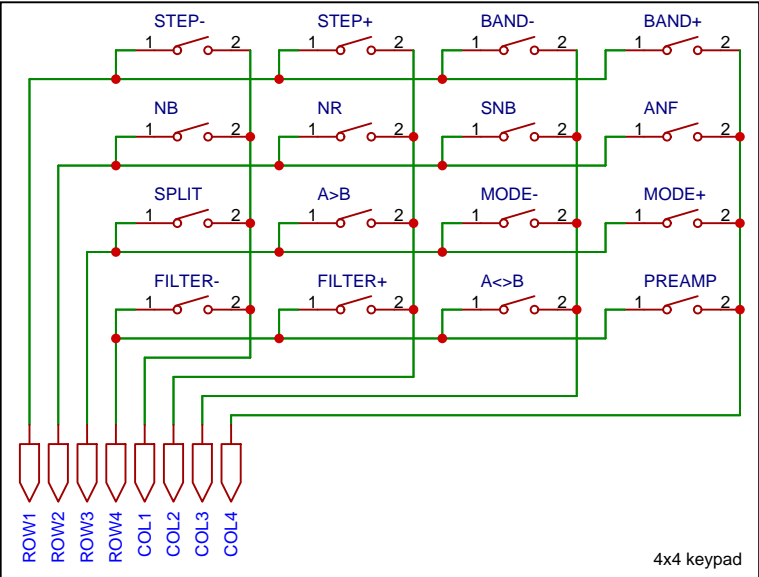 STEP- STEP+ BAND- BAND+
1 2 1 2 1 2 1 2
NB NR SNB ANF
1 2 1 2 1 2 1 2
SPLIT A>B MODE- MODE+
1 2 1 2 1 2 1 2
FILTER- FILTER+ A<>B PREAMP
1 2 1 2 1 2 1 2
ROW1
ROW2
ROW3
ROW4
COL1
COL2
COL3
COL4
4x4 keypad